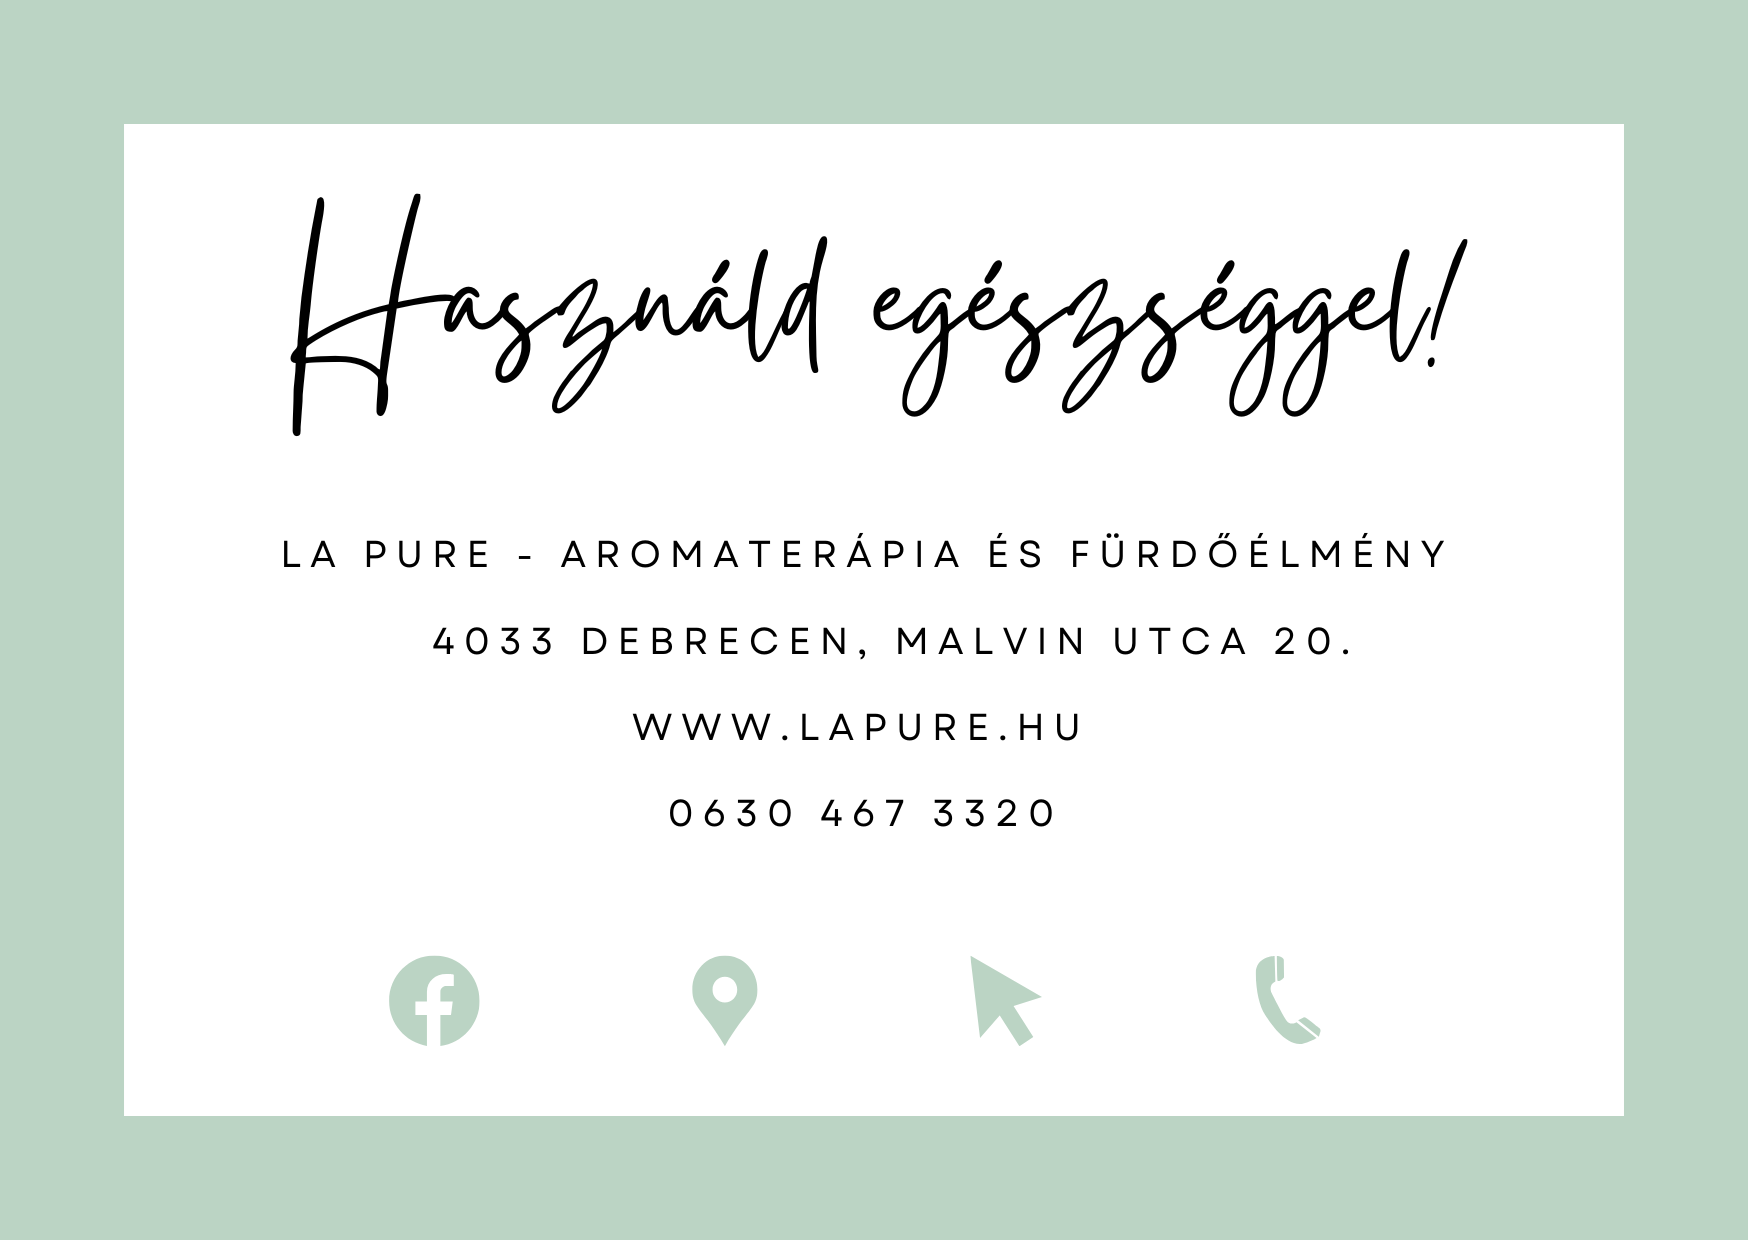 Használd egészséggel!
LA PURE - AROMATERÁPIA ÉS FÜRDŐÉLMÉNY
4033 DEBRECEN, MALVIN UTCA 20.
WWW.LAPURE.HU
0630 467 3320